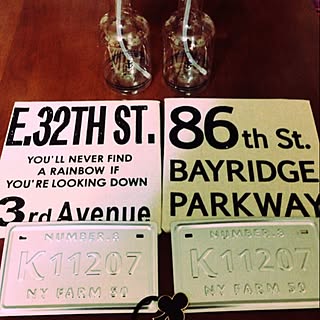 E.32TH ST.
YOU'LL NEVER FIND
A RAINBOW IF
YOU'RE LOOKING DOWN
3rd Avenue
86th St.
BAYRIDGE
PARKWAY
NUMBER.8
K11207
NY FARM 50
NUMBER.8
K11207
NY FARM 50